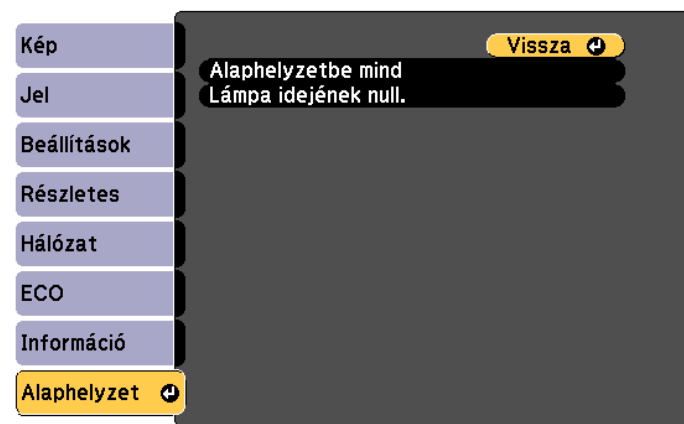 Kép
Jel
Beállítások
Részletes
Hálózat
ECO
Információ
Alaphelyzet
Vissza
Alaphelyzetbe mind
Lámpa idejének null.